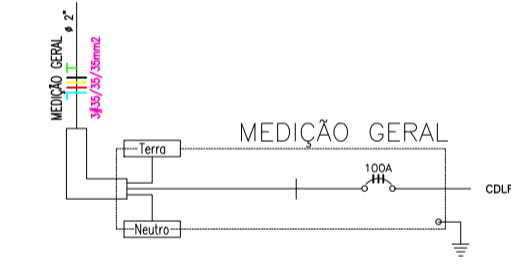 MEDIÇÃO GERAL
ø 2"
3#35/35/35mm2
MEDIÇÃO GERAL
Terra
100A
CDLF
Neutro